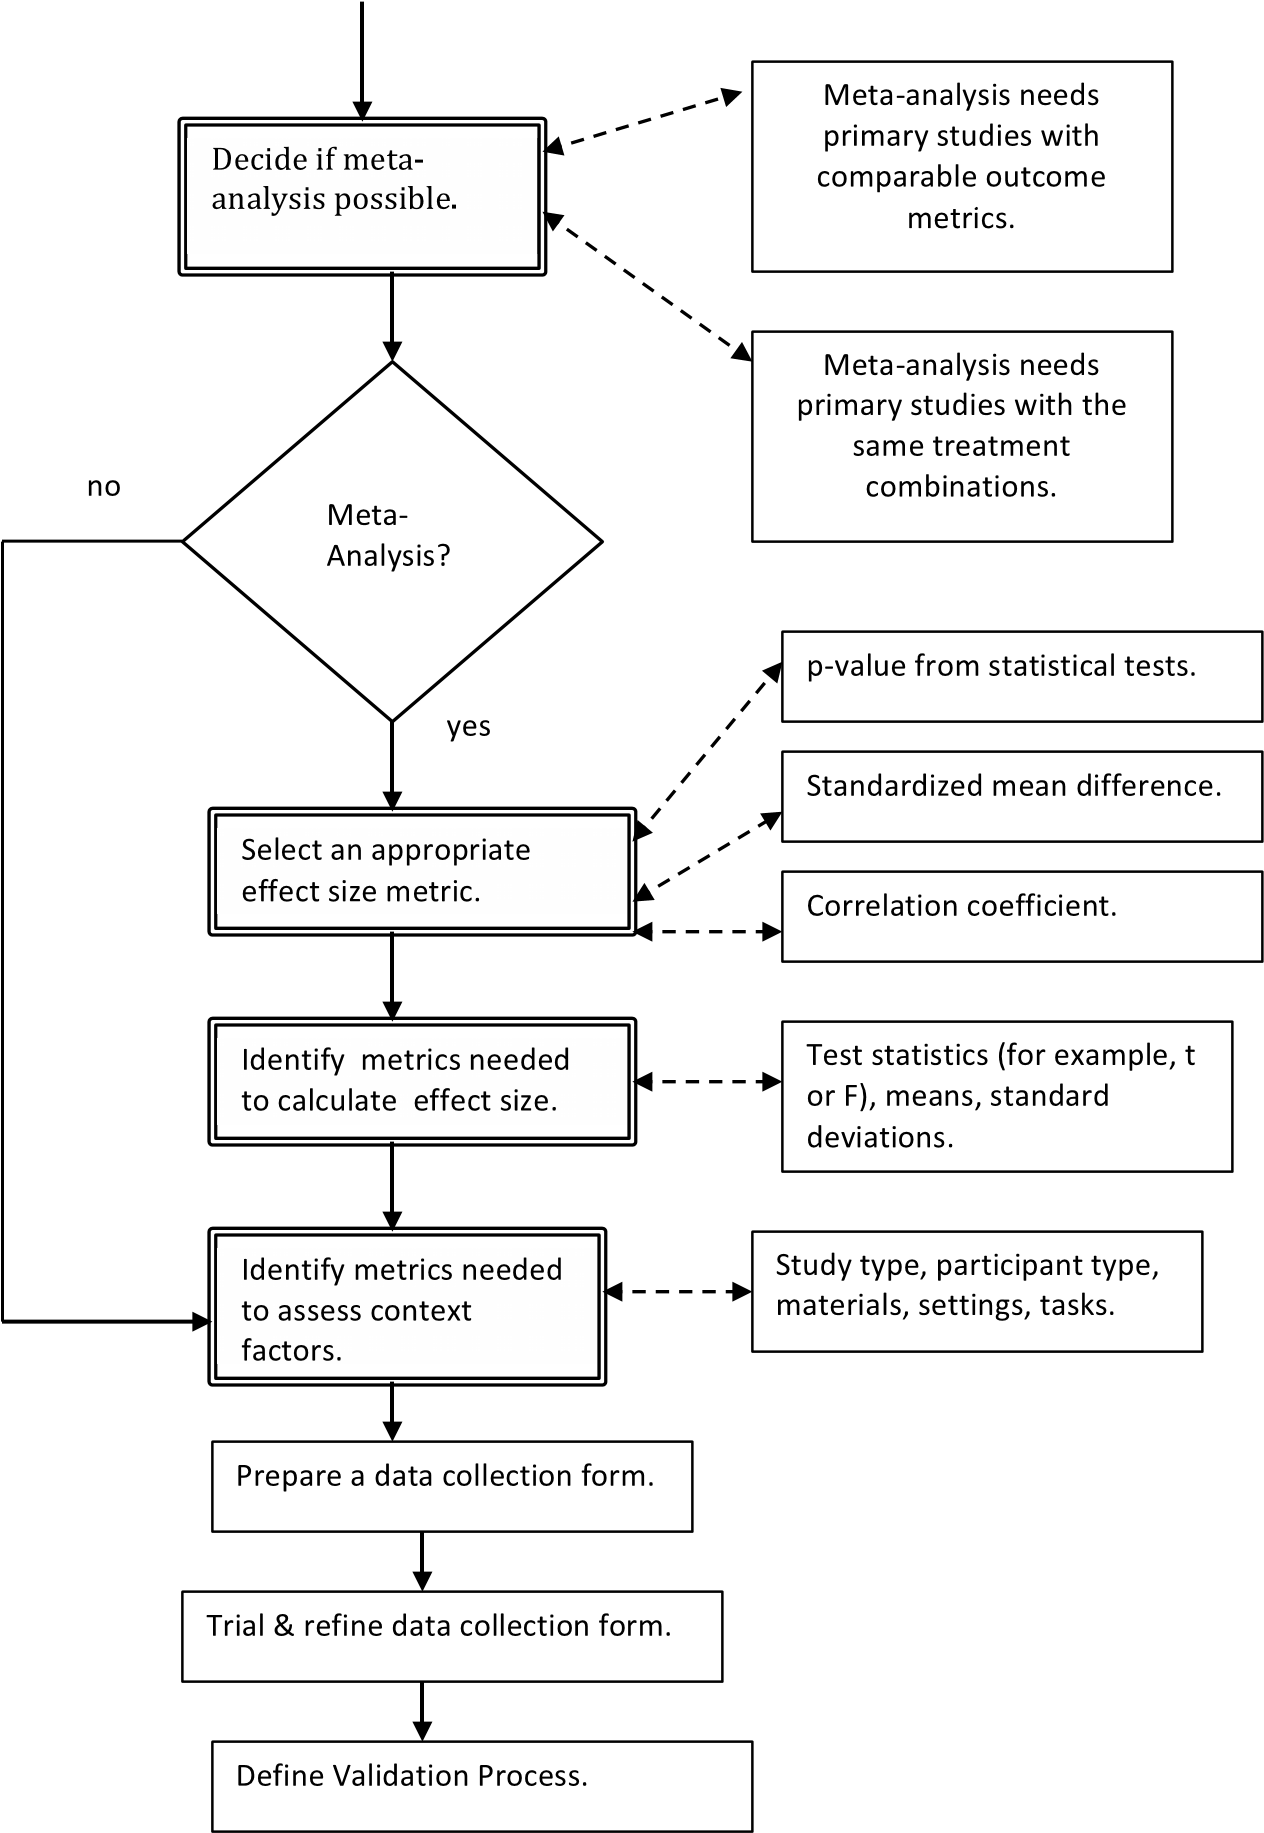 Decide if meta-
analysis possible.
Meta-analysis needs
primary studies with
comparable outcome
metrics.
Meta-analysis needs
primary studies with the
same treatment
combinations.
no
Meta-
Analysis?
yes
p-value from statistical tests.
Standardized mean difference.
Select an appropriate
effect size metric.
Correlation coefficient.
Identify  metrics needed
to calculate  effect size.
Test statistics (for example, t
or F), means, standard
deviations.
Identify metrics needed
to assess context
factors.
Study type, participant type,
materials, settings, tasks.
Prepare a data collection form.
Trial & refine data collection form.
Define Validation Process.